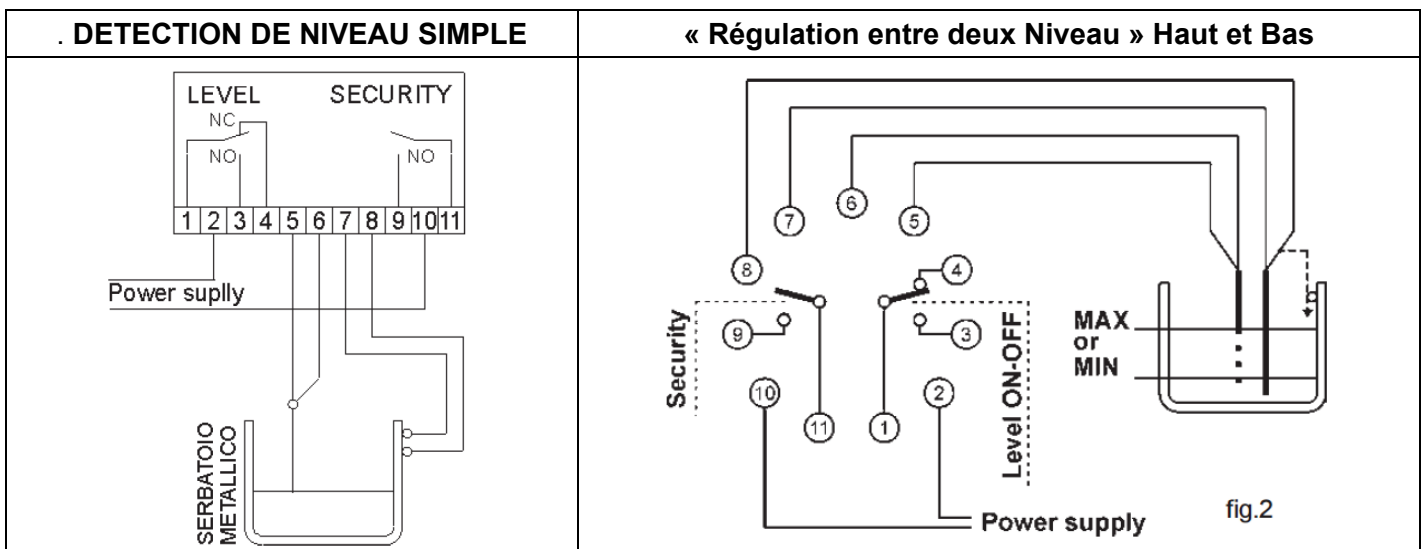 . DETECTION DE NIVEAU SIMPLE
« Régulation entre deux Niveau » Haut et Bas
LEVEL SECURITY
NC
NO NO
1 2 3 4 5 6 7 8 9 10 11
Power suplly
SERBATOIO
METALLICO
6
7 5
8 4
9 3
10 2
11 1
Security
Level ON-OFF
MAX
or
MIN
Power supply
fig.2